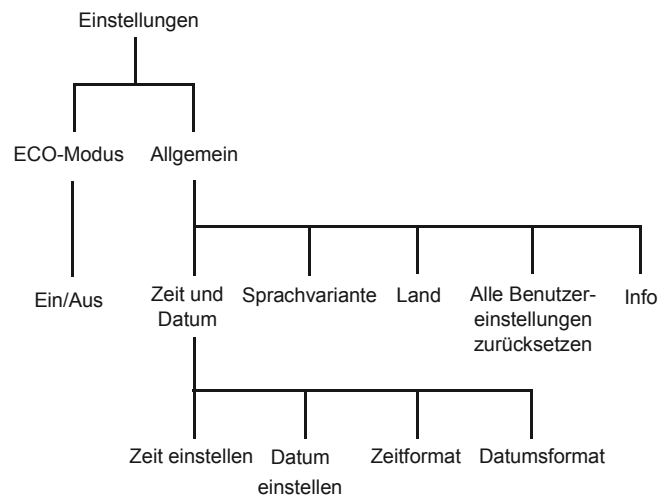 Einstellungen
ECO-Modus
Allgemein
Ein/Aus
Zeit und
Datum
Sprachvariante
Land
Alle Benutzer-
einstellungen
zurücksetzen
Info
Zeit einstellen
Datum
einstellen
Zeitformat
Datumsformat